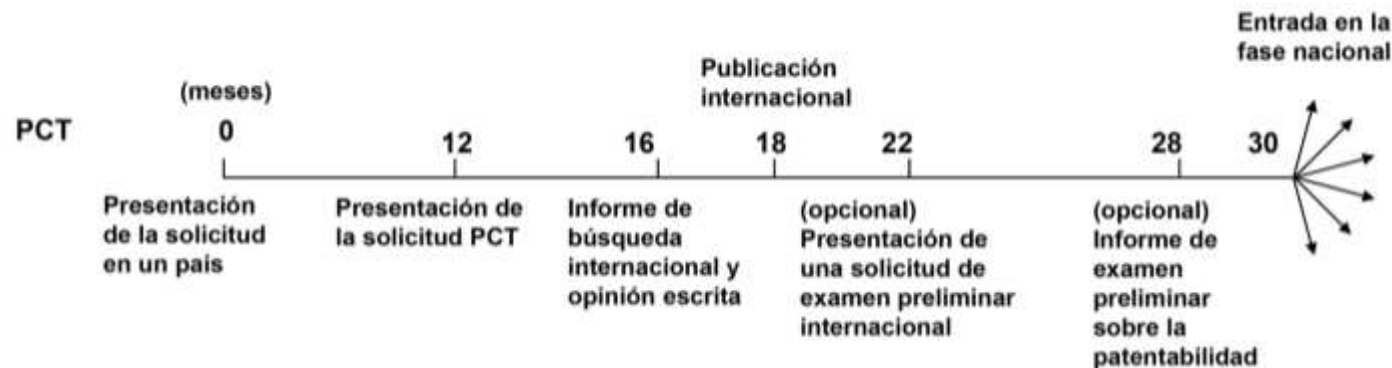 Entrada en la
fase nacional
Publicación
internacional
(meses)
PCT 0 12 16 18 22 28 30
Presentación
de la solicitud
en un pais
Presentación de
la solicitud PCT
Informe de
búsqueda
internacional y
opinión escrita
(opcional)
Presentación de
una solicitud de
examen preliminar
internacional
(opcional)
Informe de
examen
preliminar
sobre la
patentabilidad